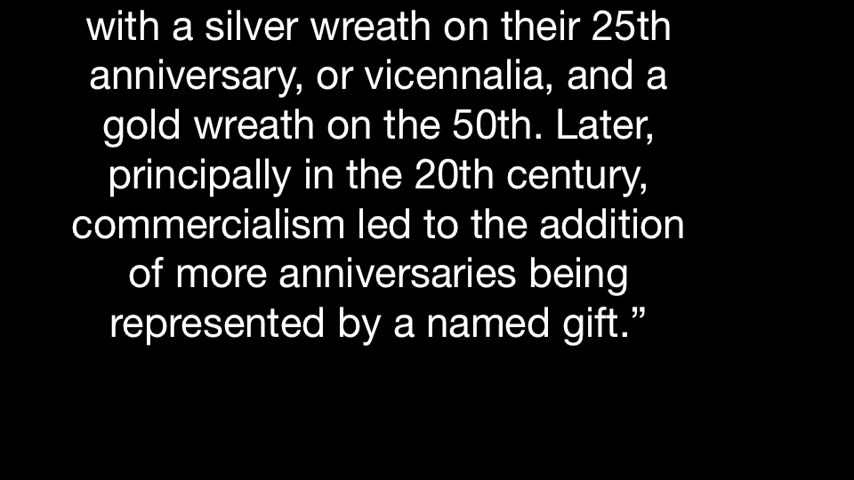 with a silver wreath on their 25th
anniversary, or vicennalia, and a
gold wreath on the 50th. Later,
principally in the 20th century,
commercialism led to the addition
of more anniversaries being
represented by a named gift.”